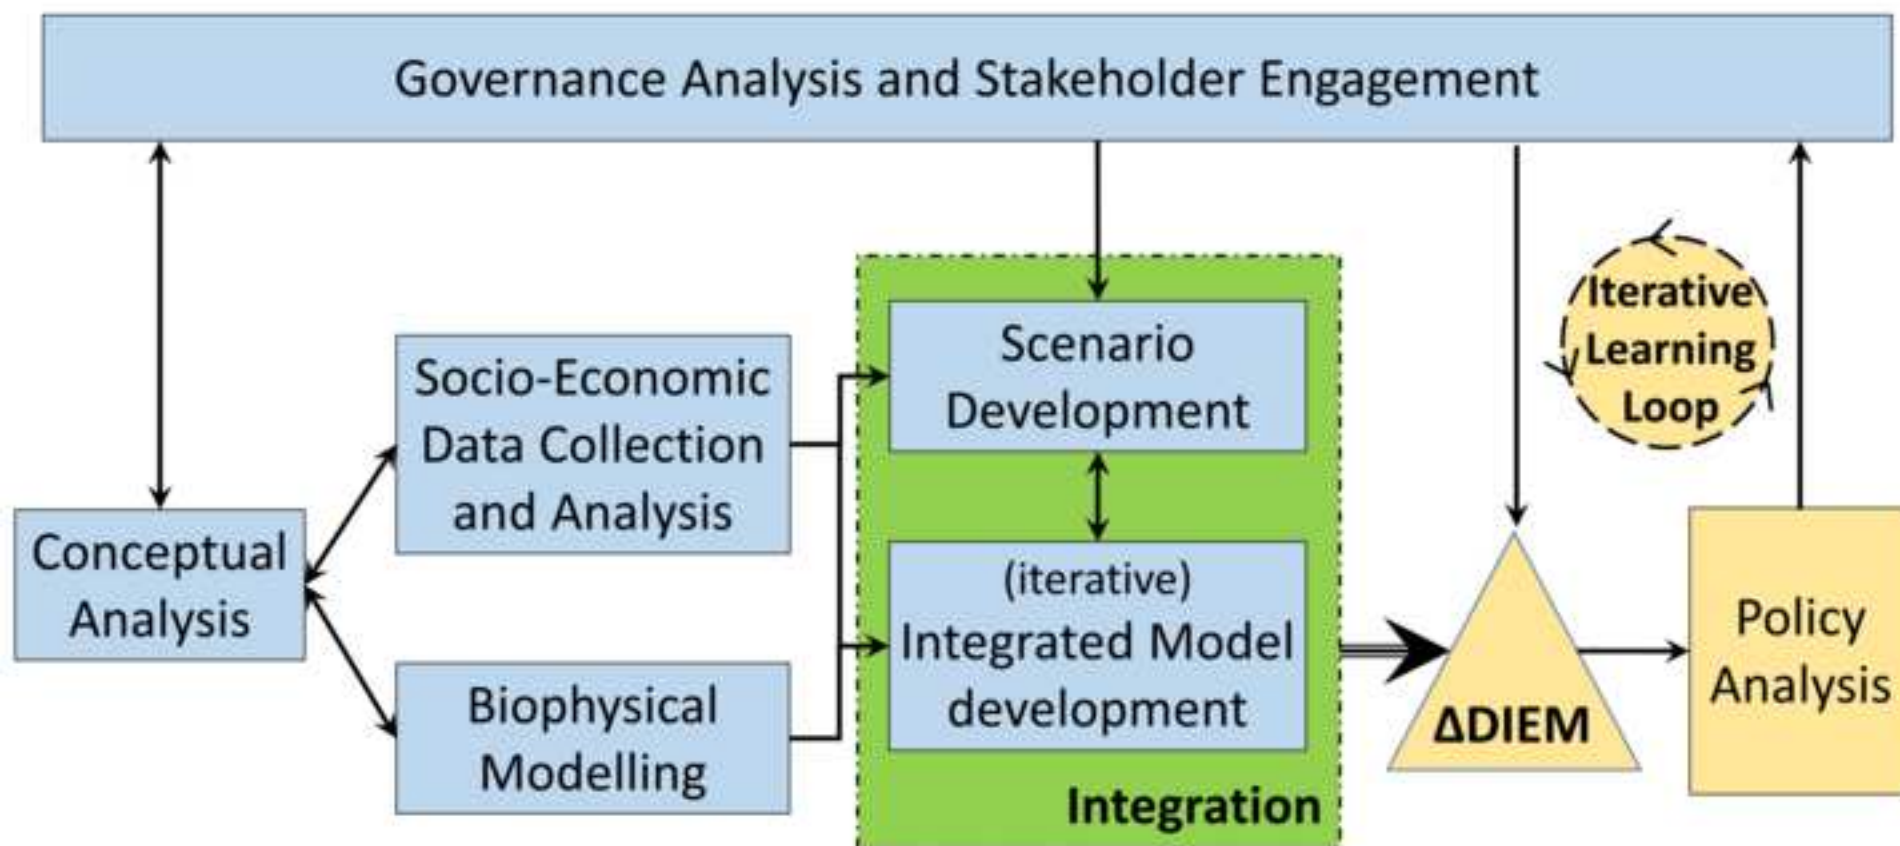 Governance Analysis and Stakeholder Engagement
Conceptual
Analysis
Socio-Economic
Data Collection
and Analysis
Biophysical
Modelling
Scenario
Development
(iterative)
Integrated Model
development
Integration
ΔDIEM
Iterative
Learning
Loop
Policy
Analysis